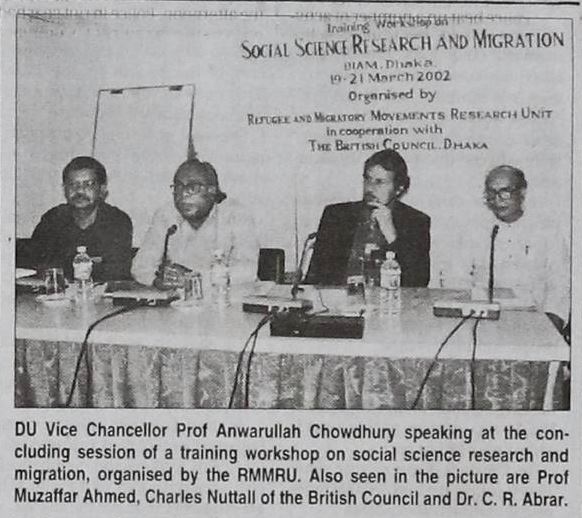 Training Workshop on
SOCIAL SCIENCE RESEARCH AND MIGRATION
BIAM, Dhaka.
19-21 March 2002
Organised by
REFUGEE AND MIGRATORY MOVEMENTS RESEARCH UNIT
in cooperation with
THE BRITISH COUNCIL, DHAKA
DU Vice Chancellor Prof Anwarullah Chowdhury speaking at the con-
cluding session of a training workshop on social science research and
migration, organised by the RMMRU. Also seen in the picture are Prof
Muzaffar Ahmed, Charles Nuttall of the British Council and Dr. C. R. Abrar.